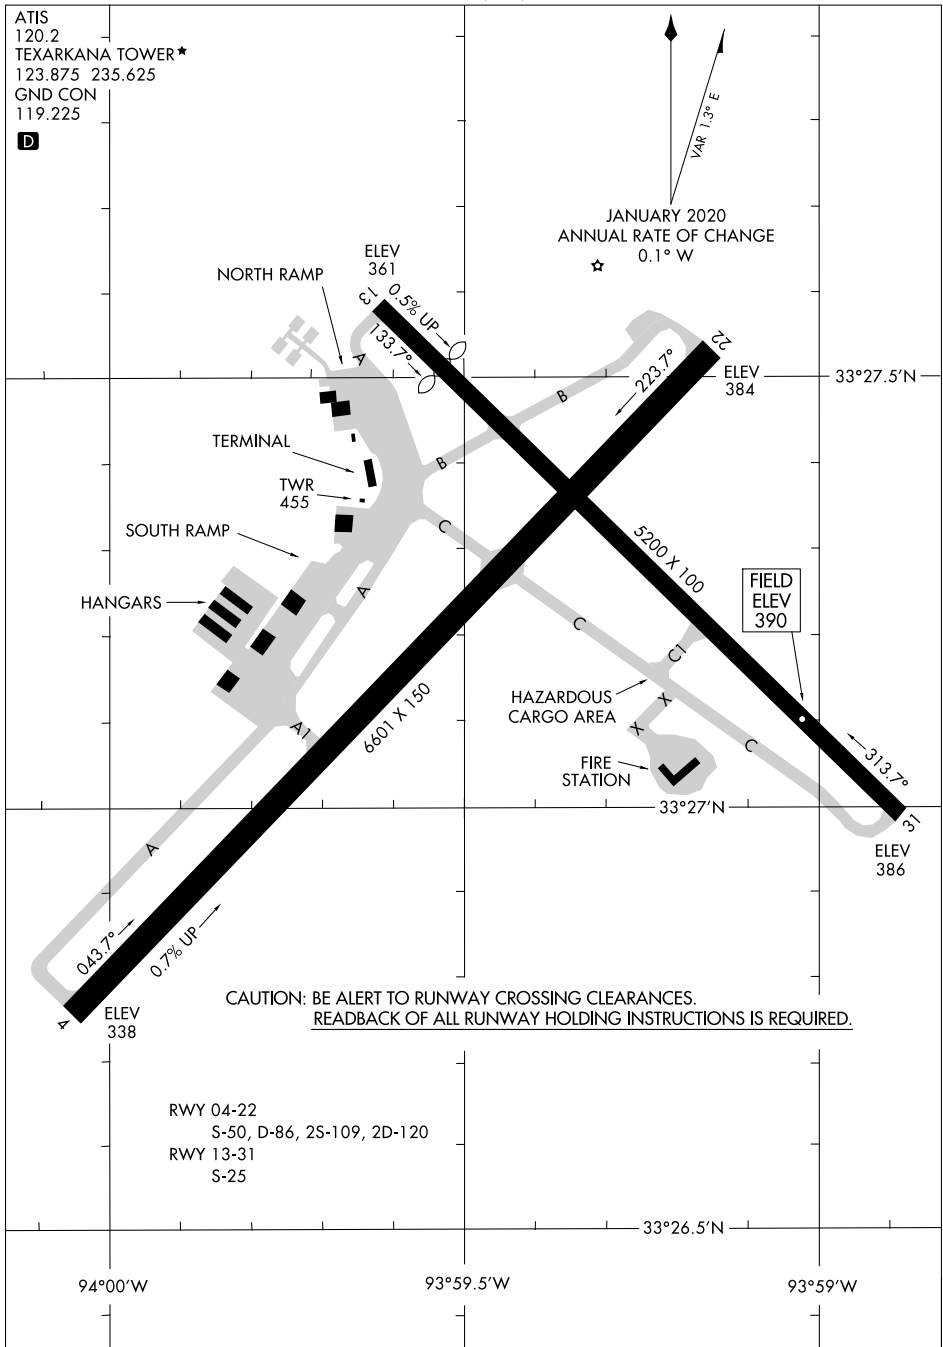 ATIS
120.2
TEXARKANA TOWER★
123.875 235.625
GND CON
119.225
D
VAR 1.3° E
JANUARY 2020
ANNUAL RATE OF CHANGE
0.1° W
ELEV
361
NORTH RAMP
13
0.5% UP
133.7°
A
22
ELEV
384
223.7°
33°27.5'N
B
B
TERMINAL
TWR
455
C
SOUTH RAMP
5200 X 100
FIELD
ELEV
390
HANGARS
A
C
C1
HAZARDOUS
CARGO AREA
X
X
6601 X 150
A1
C
FIRE
STATION
313.7°
33°27'N
31
ELEV
386
A
043.7°
0.7% UP
4
ELEV
338
CAUTION: BE ALERT TO RUNWAY CROSSING CLEARANCES.
READBACK OF ALL RUNWAY HOLDING INSTRUCTIONS IS REQUIRED.
RWY 04-22
S-50, D-86, 2S-109, 2D-120
RWY 13-31
S-25
33°26.5'N
94°00'W
93°59.5'W
93°59'W